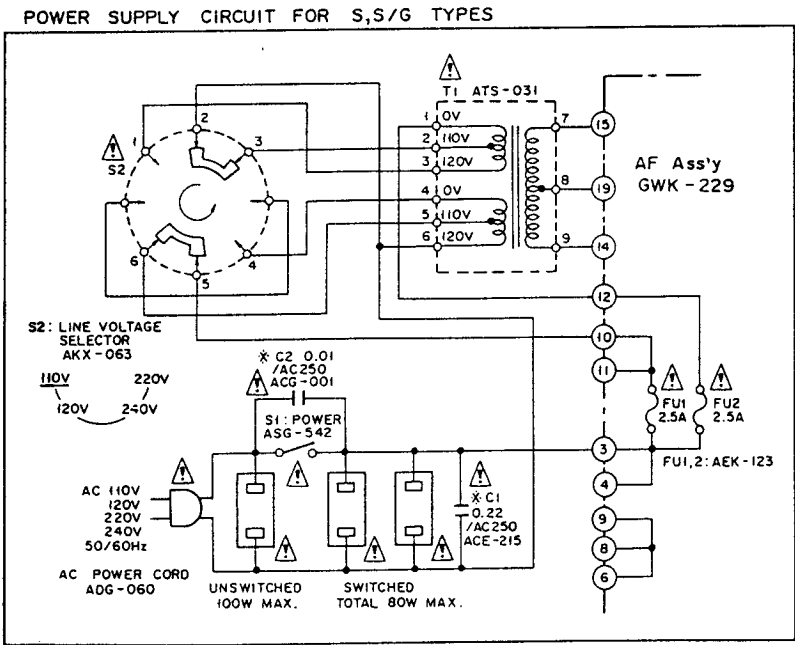 POWER SUPPLY CIRCUIT FOR S,S/G TYPES
T1 ATS-031
S2
1
2
3
4
5
6
1 0V
2 110V
3 120V
4 0V
5 110V
6 120V
7
8
9
15
19
14
AF Ass'y
GWK-229
12
10
11
3
4
9
8
6
FU1
2.5A
FU2
2.5A
FU1,2:AEK-123
S2: LINE VOLTAGE
SELECTOR
AKX-063
110V 220V
120V 240V
※ C2 0.01
/AC250
ACG-001
S1: POWER
ASG-542
※ C1
0.22
/AC250
ACE-215
AC 110V
120V
220V
240V
50/60Hz
AC POWER CORD
ADG-060
UNSWITCHED
100W MAX.
SWITCHED
TOTAL 80W MAX.